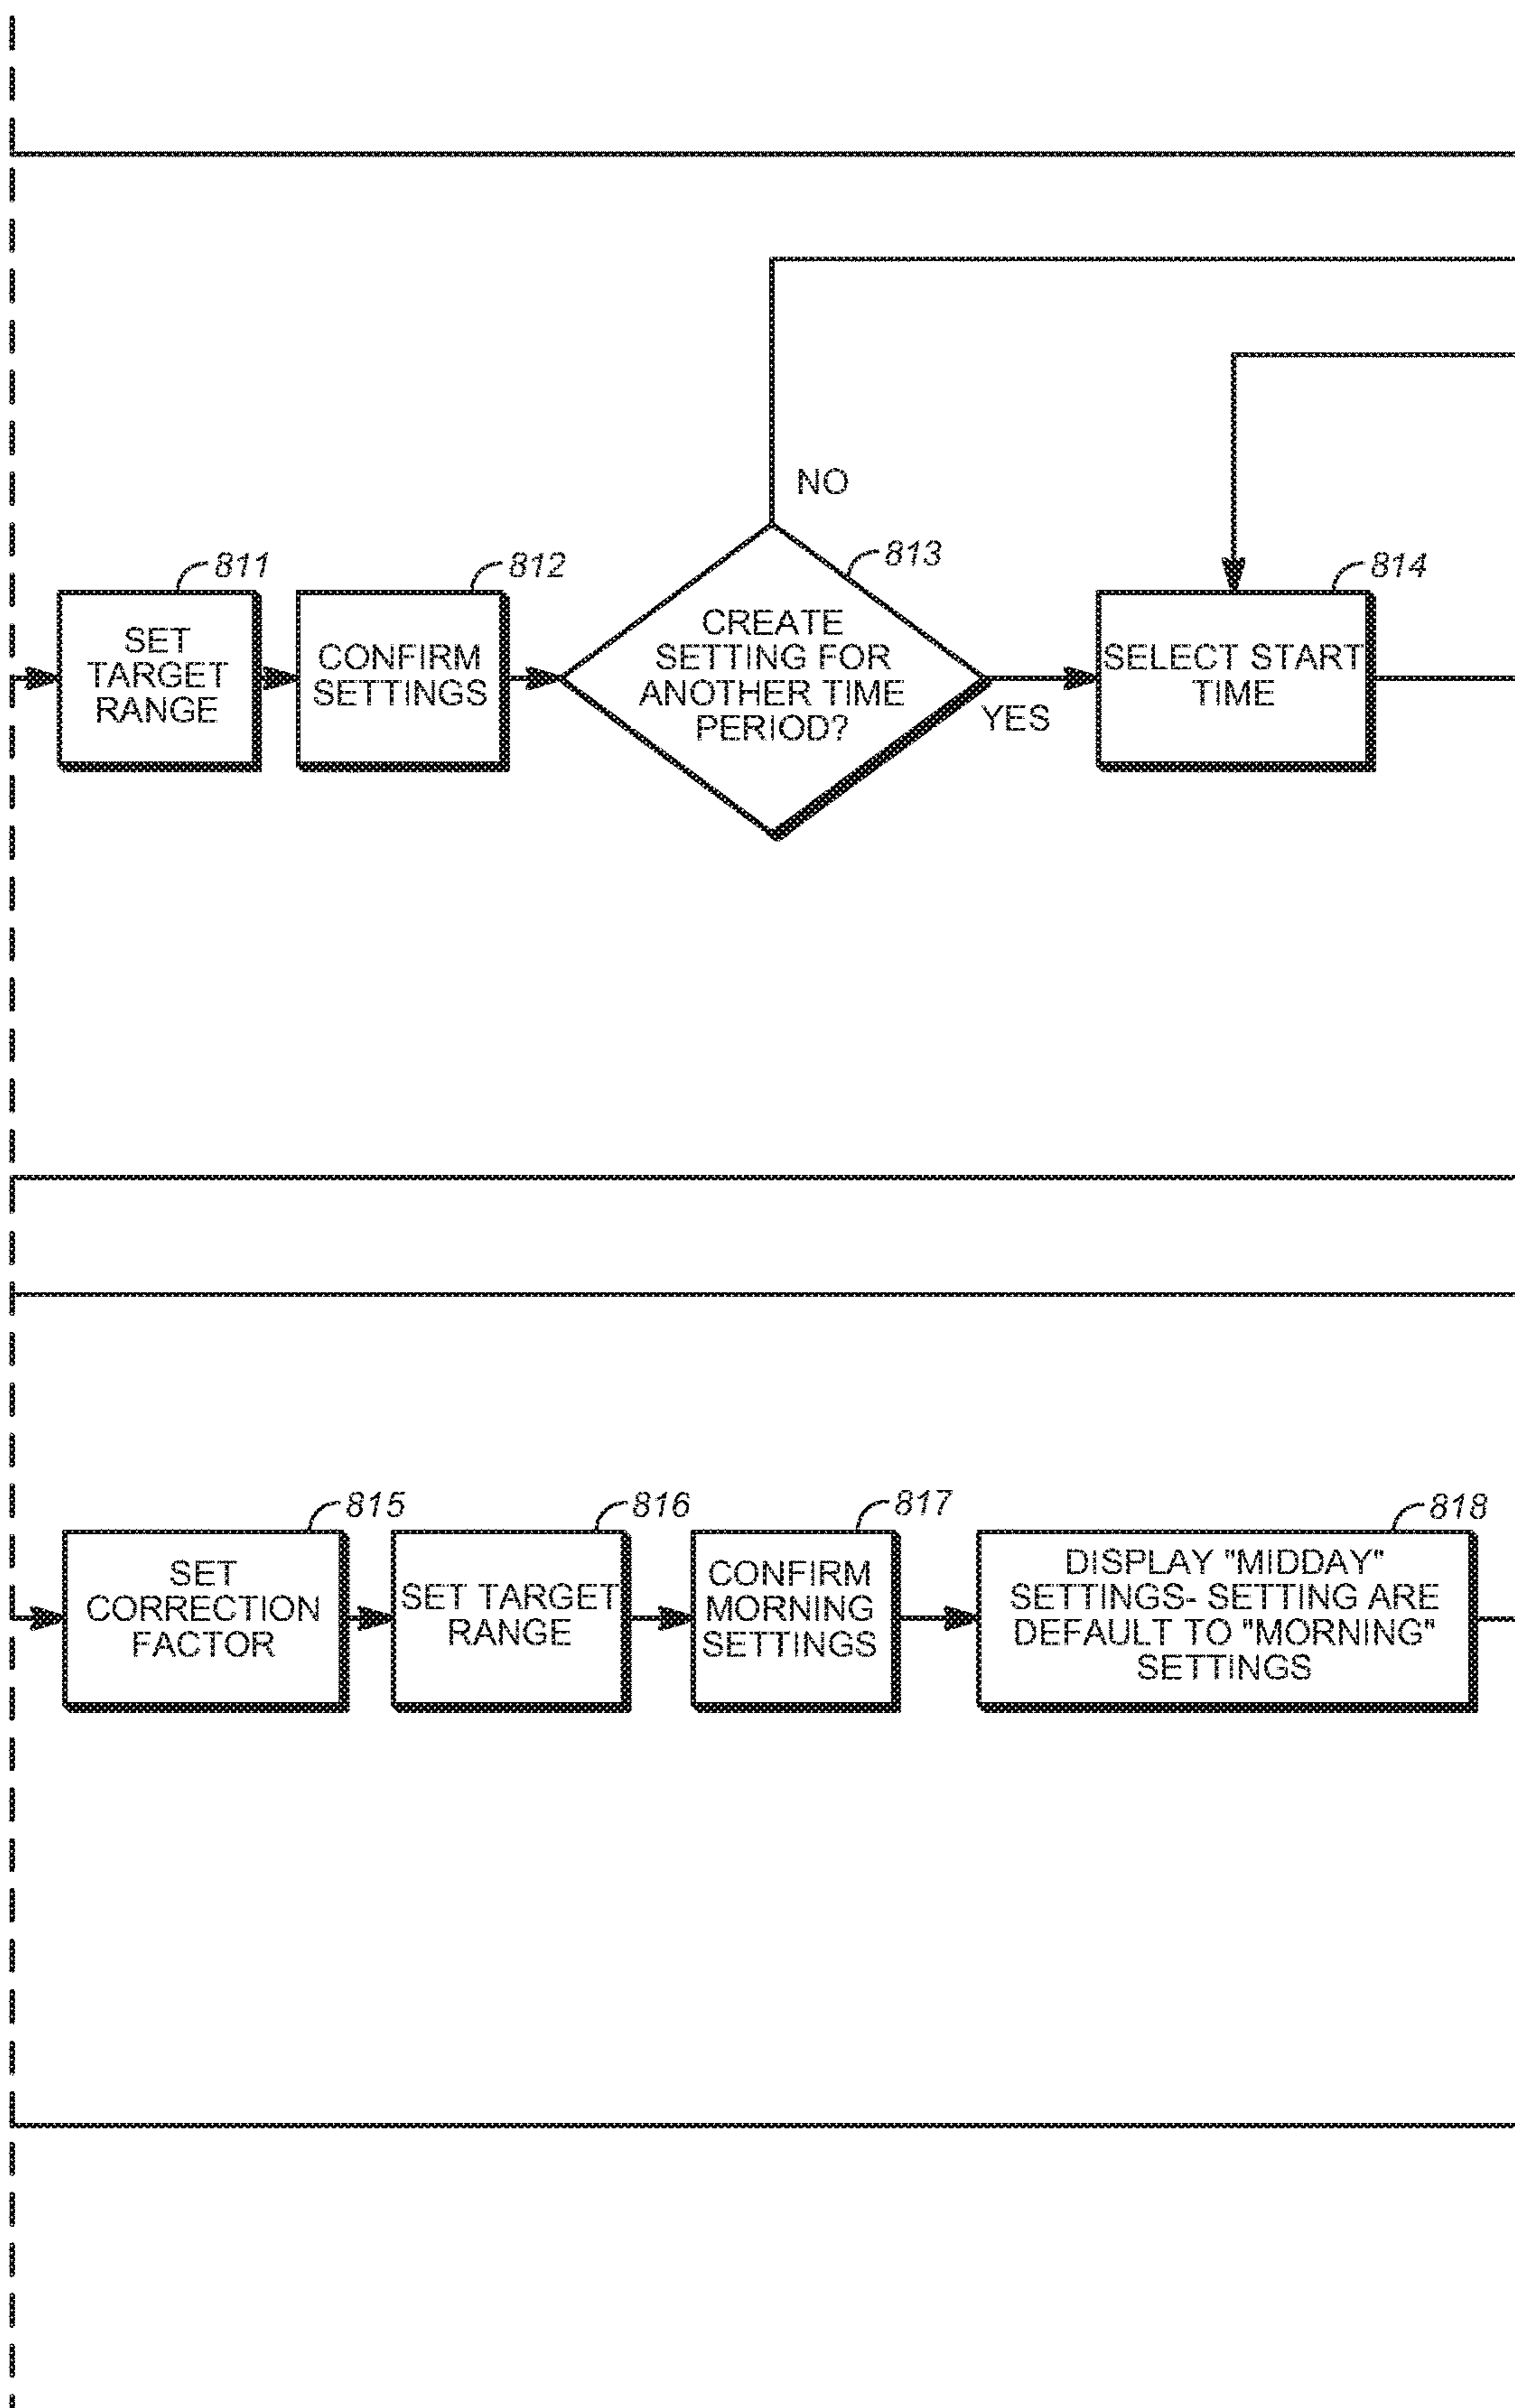 NO
811
SET
TARGET
RANGE
812
CONFIRM
SETTINGS
813
CREATE
SETTING FOR
ANOTHER TIME
PERIOD?
YES
814
SELECT START
TIME
815
SET
CORRECTION
FACTOR
816
SET TARGET
RANGE
817
CONFIRM
MORNING
SETTINGS
818
DISPLAY "MIDDAY"
SETTINGS- SETTING ARE
DEFAULT TO "MORNING"
SETTINGS